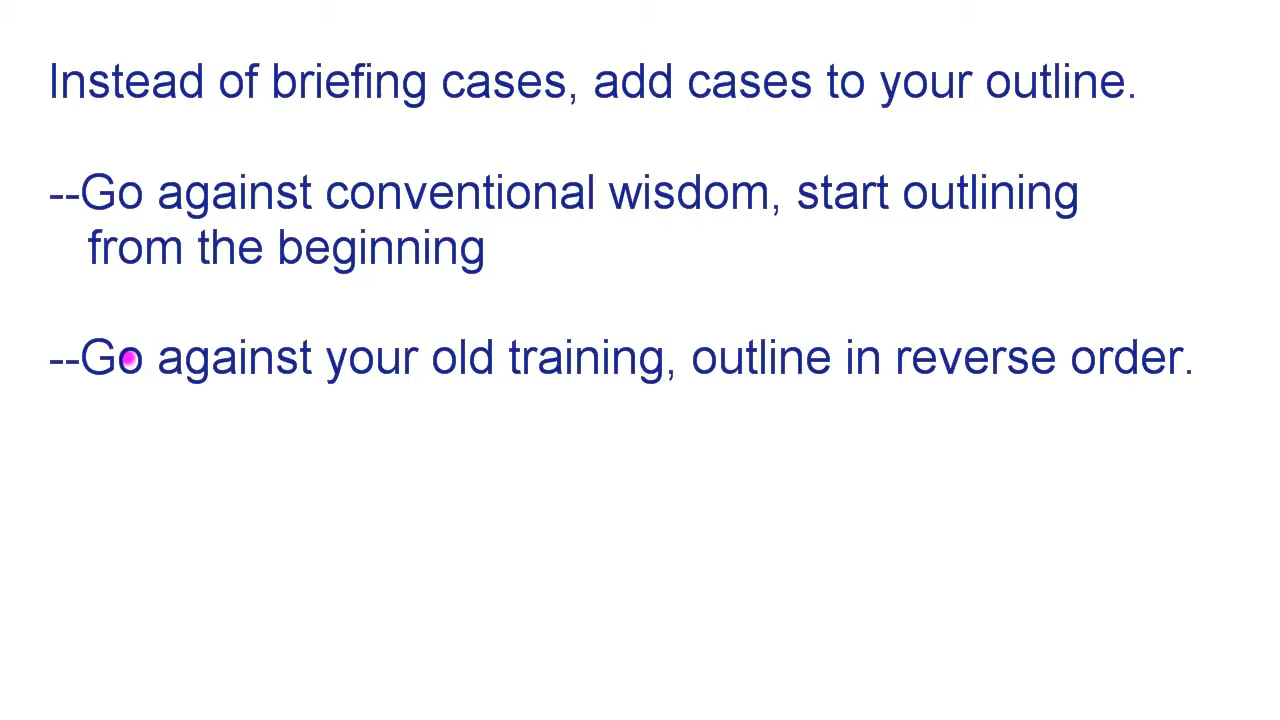 Instead of briefing cases, add cases to your outline.
--Go against conventional wisdom, start outlining
from the beginning
--Go against your old training, outline in reverse order.